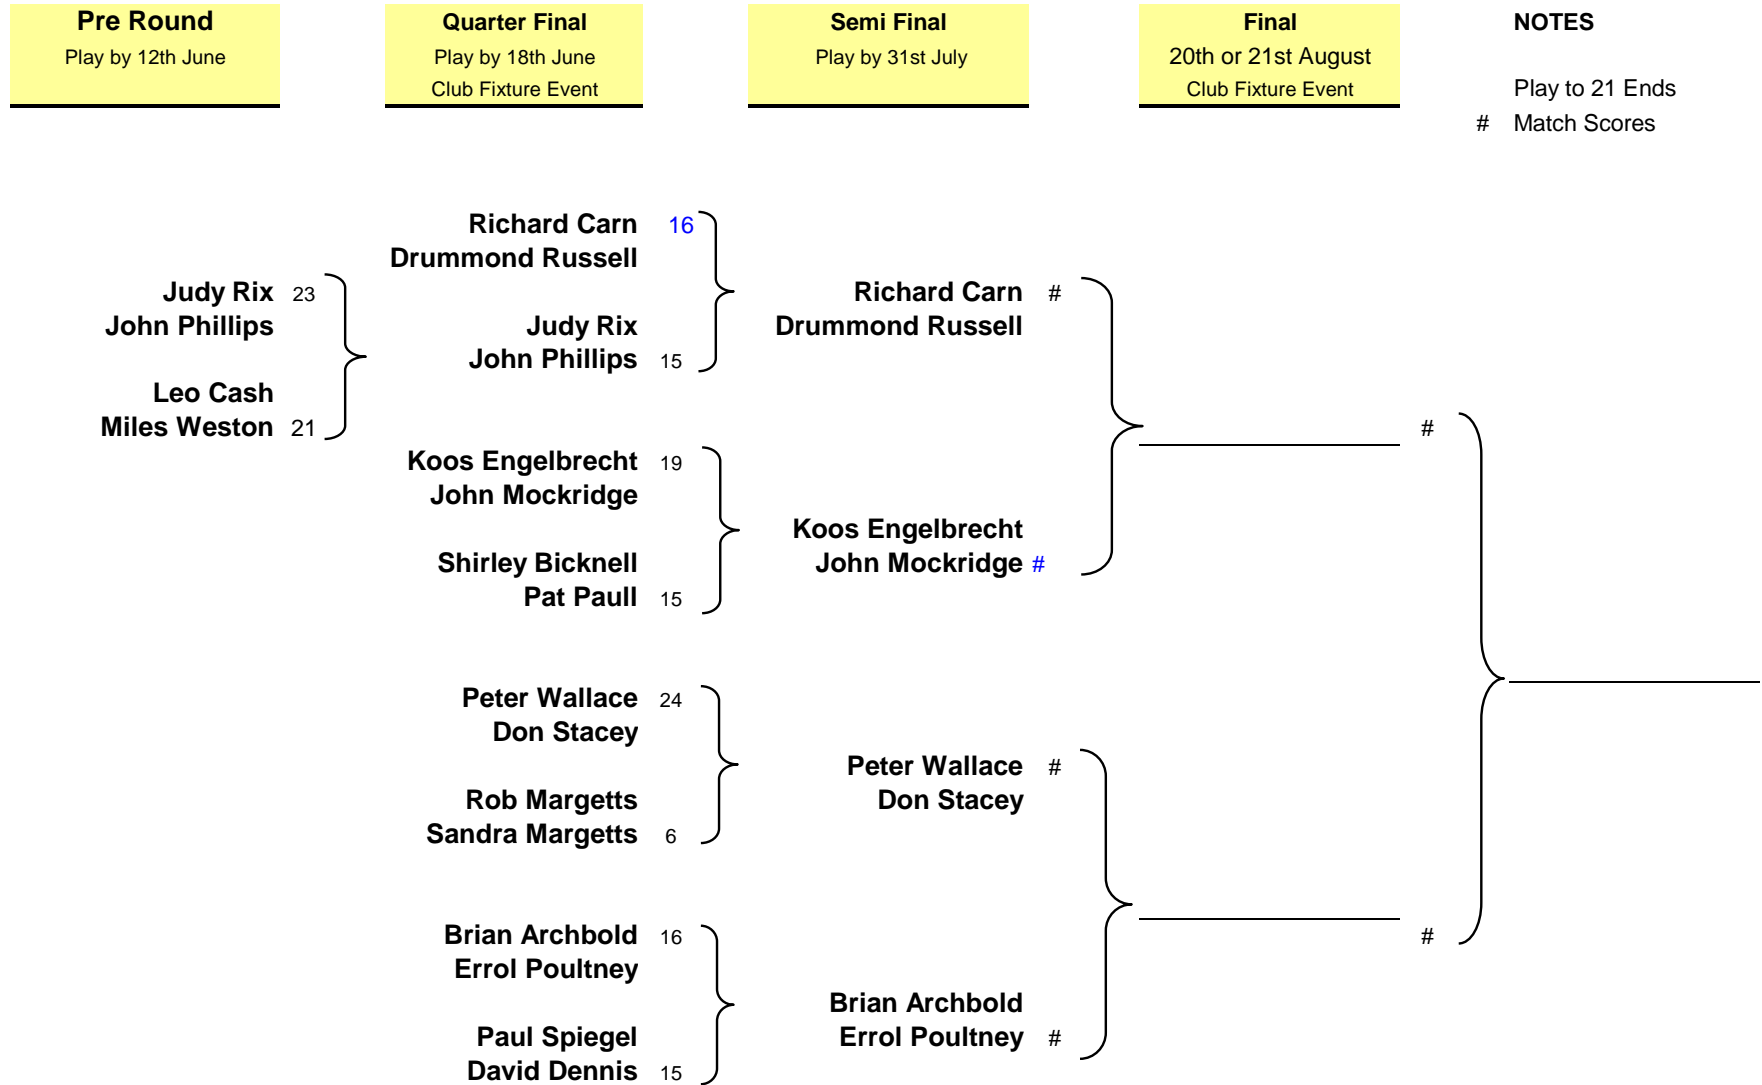 Pre Round
Play by 12th June
Quarter Final
Play by 18th June
Club Fixture Event
Semi Final
Play by 31st July
Final
20th or 21st August
Club Fixture Event
NOTES
Play to 21 Ends
# Match Scores
Judy Rix 23
John Phillips
Leo Cash
Miles Weston 21
Richard Carn 16
Drummond Russell
Judy Rix
John Phillips 15
Koos Engelbrecht 19
John Mockridge
Shirley Bicknell
Pat Paull 15
Peter Wallace 24
Don Stacey
Rob Margetts
Sandra Margetts 6
Brian Archbold 16
Errol Poultney
Paul Spiegel
David Dennis 15
Richard Carn #
Drummond Russell
Koos Engelbrecht
John Mockridge #
Peter Wallace #
Don Stacey
Brian Archbold
Errol Poultney #
#
#